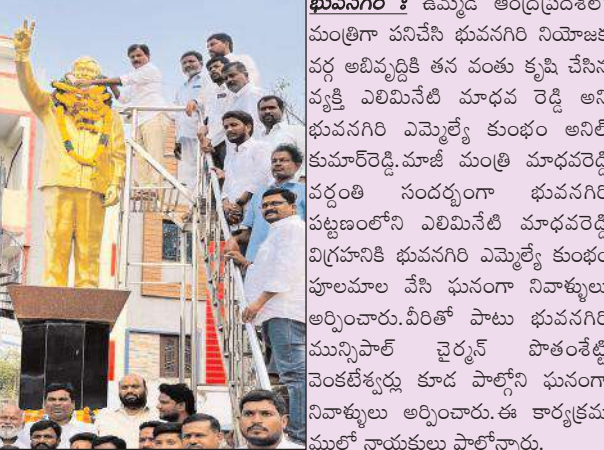 భువనగిరి : ఉమ్మడి ఆంధ్రప్రదేశ్‌లో
మంత్రిగా పనిచేసి భువనగిరి నియోజక
వర్గ అబివృద్దికి తన వంతు కృషి చేసిన
వ్యక్తి ఎలిమినేటి మాధవ రెడ్డి అని
భువనగిరి ఎమ్మెల్యే కుంభం అనిల్
కుమార్‌రెడ్డి.మాజీ మంత్రి మాధవరెడ్డి
వర్దంతి సందర్బంగా భువనగిరి
పట్టణంలోని ఎలిమినేటి మాధవరెడ్డి
విగ్రహనికి భువనగిరి ఎమ్మెల్యే కుంభం
పూలమాల వేసి ఘనంగా నివాళ్ళులు
అర్పించారు.వీరితో పాటు భువనగిరి
మున్సిపాల్ చైర్మన్ పొతంశెట్టి
వెంకటేశ్వర్లు కూడ పాల్గోని ఘనంగా
నివాళ్ళులు అర్పించారు.ఈ కార్యక్రమ
ములో నాయకులు పాల్గోన్నారు.